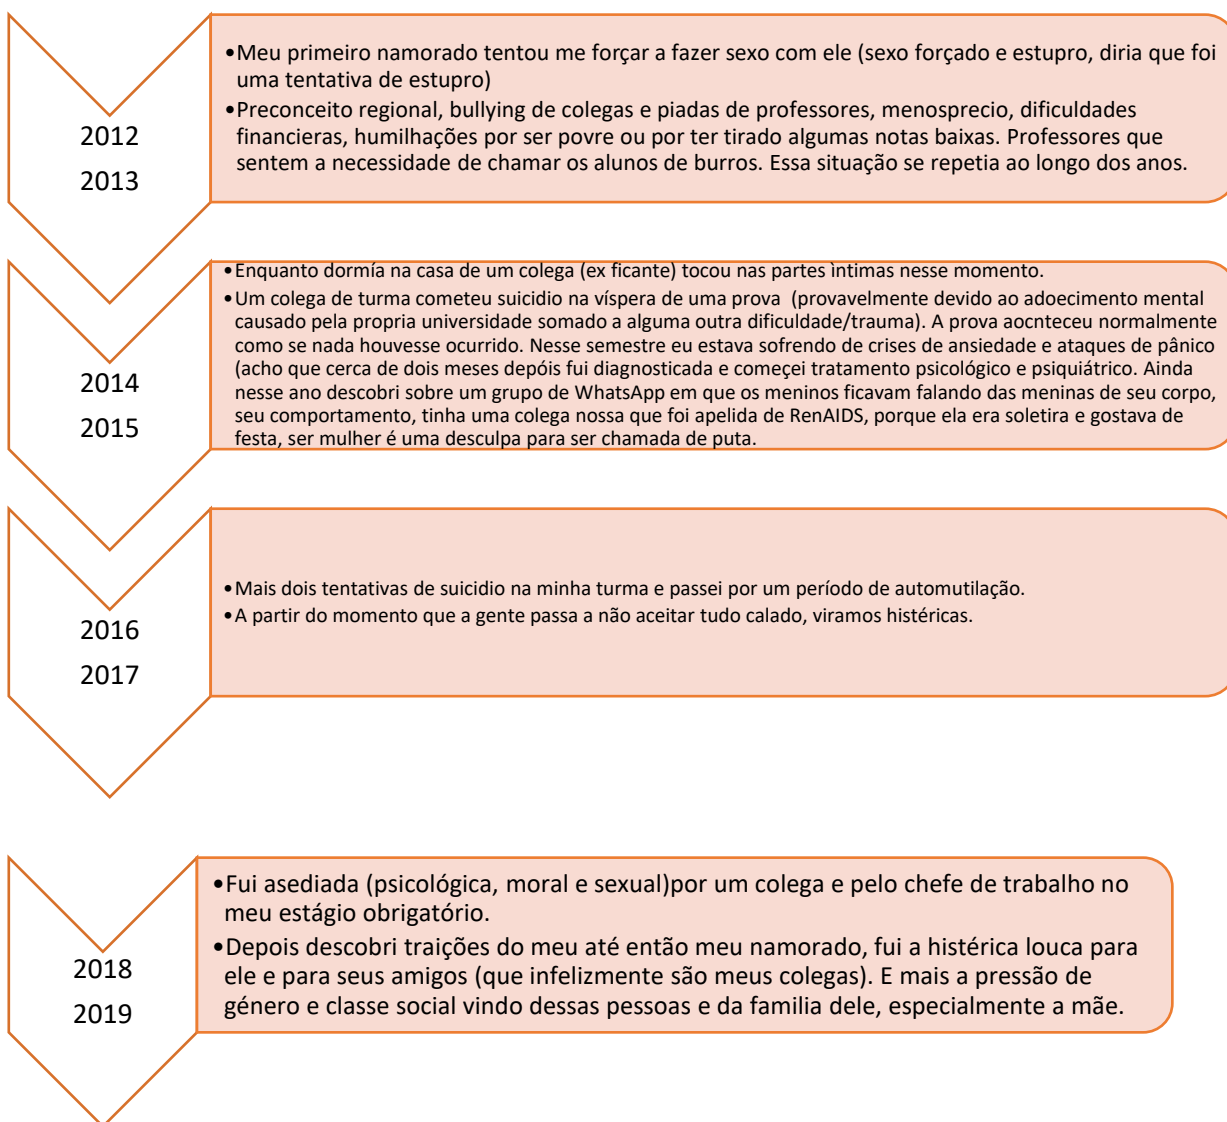 2012
2013
•Meu primeiro namorado tentou me forçar a fazer sexo com ele (sexo forçado e estupro, diria que foi
uma tentativa de estupro)
•Preconceito regional, bullying de colegas e piadas de professores, menosprecio, dificuldades
financieras, humilhações por ser povre ou por ter tirado algumas notas baixas. Professores que
sentem a necessidade de chamar os alunos de burros. Essa situação se repetia ao longo dos anos.
2014
2015
•Enquanto dormía na casa de um colega (ex ficante) tocou nas partes ìntimas nesse momento.
•Um colega de turma cometeu suicidio na víspera de uma prova (provavelmente devido ao adoecimento mental
causado pela propria universidade somado a alguma outra dificuldade/trauma). A prova aocnteceu normalmente
como se nada houvesse ocurrido. Nesse semestre eu estava sofrendo de crises de ansiedade e ataques de pânico
(acho que cerca de dois meses depóis fui diagnosticada e começei tratamento psicológico e psiquiátrico. Ainda
nesse ano descobri sobre um grupo de WhatsApp em que os meninos ficavam falando das meninas de seu corpo,
seu comportamento, tinha uma colega nossa que foi apelida de RenAIDS, porque ela era soletira e gostava de
festa, ser mulher é uma desculpa para ser chamada de puta.
2016
2017
•Mais dois tentativas de suicidio na minha turma e passei por um período de automutilação.
•A partir do momento que a gente passa a não aceitar tudo calado, viramos histéricas.
2018
2019
•Fui asediada (psicológica, moral e sexual)por um colega e pelo chefe de trabalho no
meu estágio obrigatório.
•Depois descobri traições do meu até então meu namorado, fui a histérica louca para
ele e para seus amigos (que infelizmente são meus colegas). E mais a pressão de
género e classe social vindo dessas pessoas e da familia dele, especialmente a mãe.